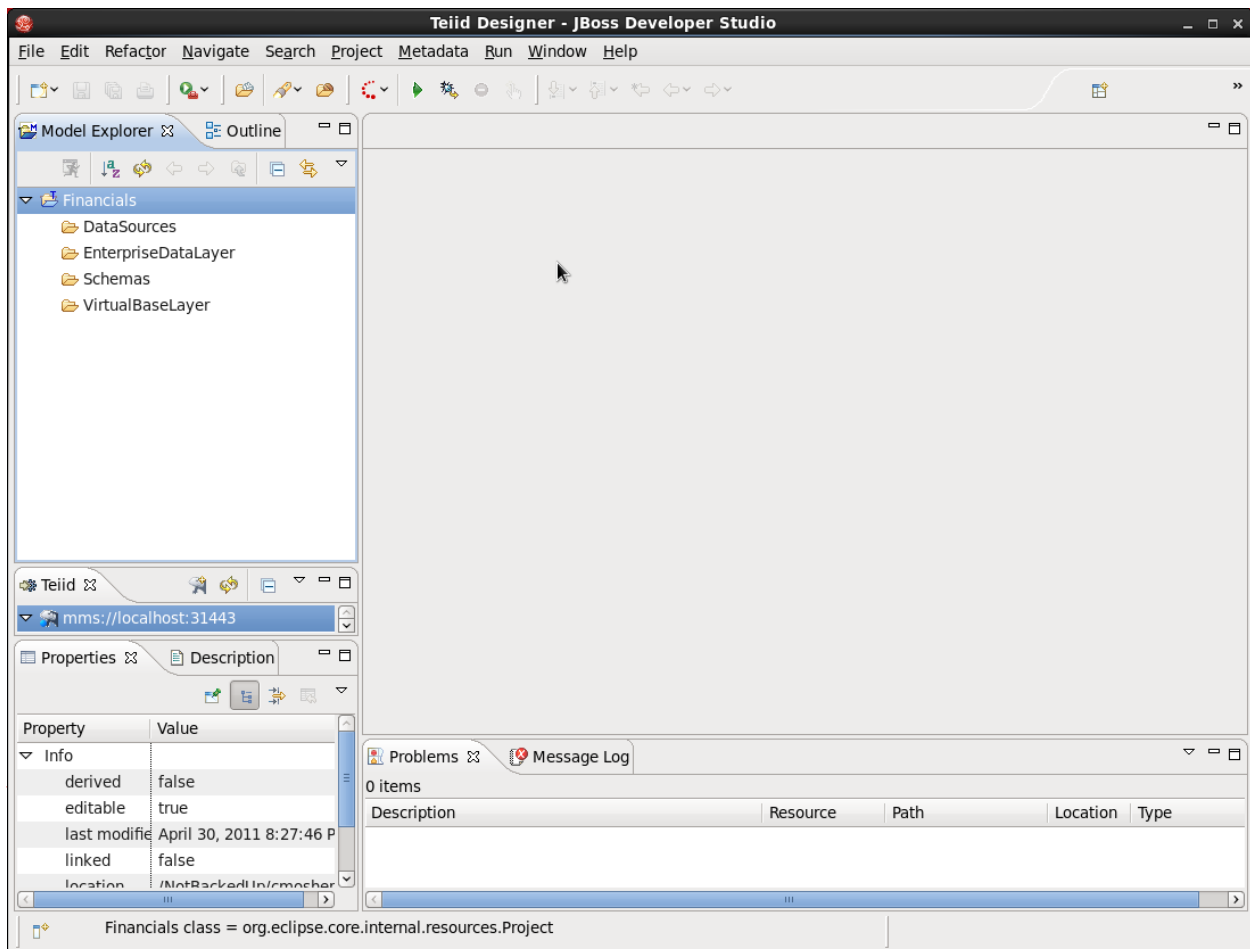 Teiid Designer - JBoss Developer Studio
File Edit Refactor Navigate Search Project Metadata Run Window Help
Model Explorer Outline
Financials
DataSources
EnterpriseDataLayer
Schemas
VirtualBaseLayer
Teiid
mms://localhost:31443
Properties Description
Property Value
Info
derived false
editable true
last modifie April 30, 2011 8:27:46 P
linked false
location /NotBackedUp/cmosher
Problems Message Log
0 items
Description Resource Path Location Type
Financials class = org.eclipse.core.internal.resources.Project